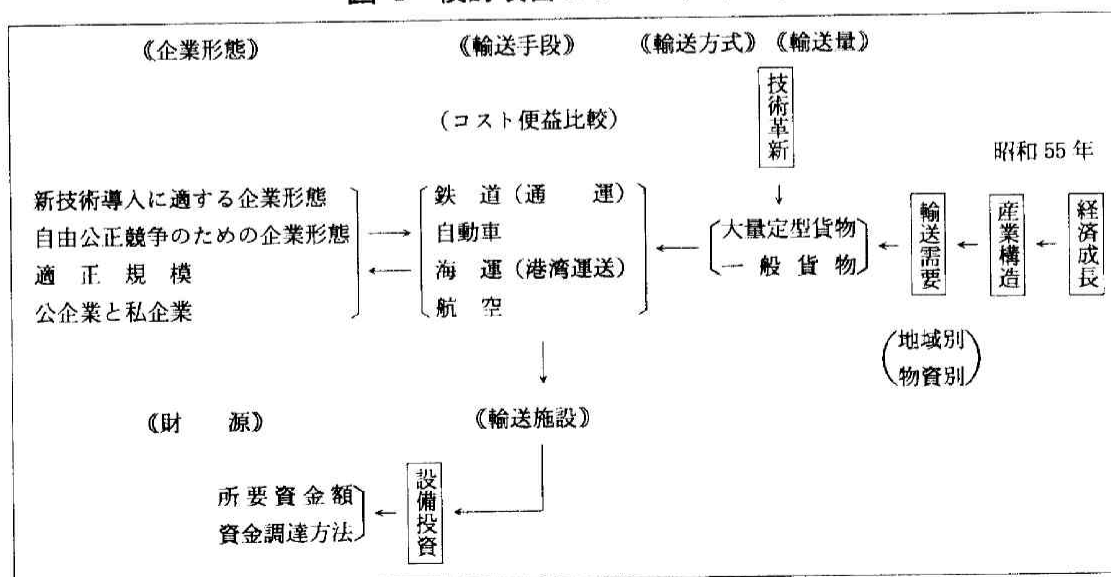 《企業形態》 《輸送手段》 《輸送方式》 《輸送量》
技術革新
(コスト便益比較)
昭和55年
新技術導入に適する企業形態
自由公正競争のための企業形態
適正規模
公企業と私企業
鉄道(通運)
自動車
海運(港湾運送)
航空
大量定型貨物
一般貨物
輸送需要
産業構造
経済成長
地域別
物資別
《財源》 《輸送施設》
所要資金額
資金調達方法
設備投資